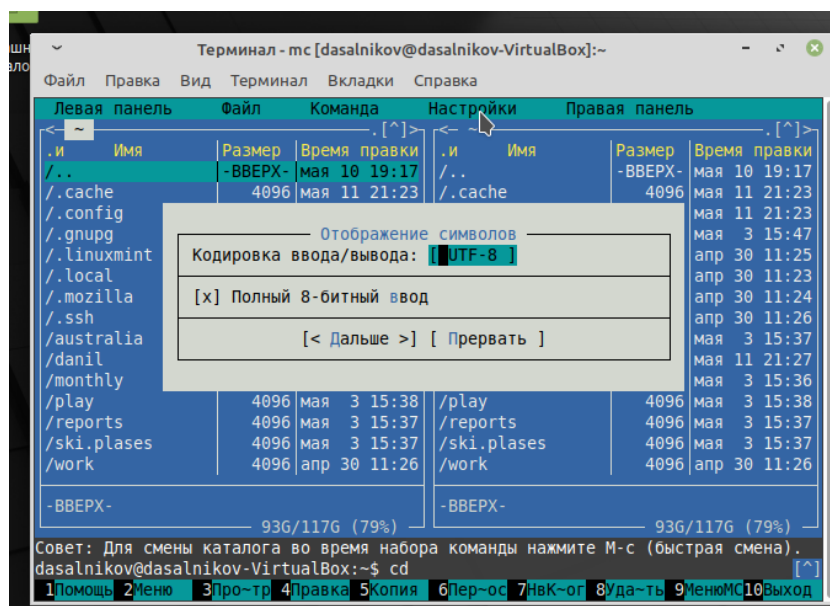 Терминал - mc [dasalnikov@dasalnikov-VirtualBox]:~
Файл Правка Вид Терминал Вкладки Справка
Левая панель Файл Команда Настройки Правая панель
<- ~ .[^]> <- ~ .[^]>
.и Имя Размер Время правки .и Имя Размер Время правки
/.. -ВВЕРХ- мая 10 19:17 /.. -ВВЕРХ- мая 10 19:17
/.cache 4096 мая 11 21:23 /.cache 4096 мая 11 21:23
/.config мая 11 21:23
/.gnupg мая 3 15:47
/.linuxmint апр 30 11:25
/.local апр 30 11:23
/.mozilla апр 30 11:24
/.ssh апр 30 11:26
/australia мая 3 15:37
/danil мая 11 21:27
/monthly мая 3 15:36
Отображение символов
Кодировка ввода/вывода: [ UTF-8 ]
[x] Полный 8-битный ввод
[< Дальше >] [ Прервать ]
/play 4096 мая 3 15:38 /play 4096 мая 3 15:38
/reports 4096 мая 3 15:37 /reports 4096 мая 3 15:37
/ski.plases 4096 мая 3 15:37 /ski.plases 4096 мая 3 15:37
/work 4096 апр 30 11:26 /work 4096 апр 30 11:26
-ВВЕРХ- -ВВЕРХ-
93G/117G (79%) 93G/117G (79%)
Совет: Для смены каталога во время набора команды нажмите M-c (быстрая смена).
dasalnikov@dasalnikov-VirtualBox:~$ cd [^]
1Помощь 2Меню 3Про~тр 4Правка 5Копия 6Пер~ос 7НвК~ог 8Уда~ть 9МенюМС 10Выход